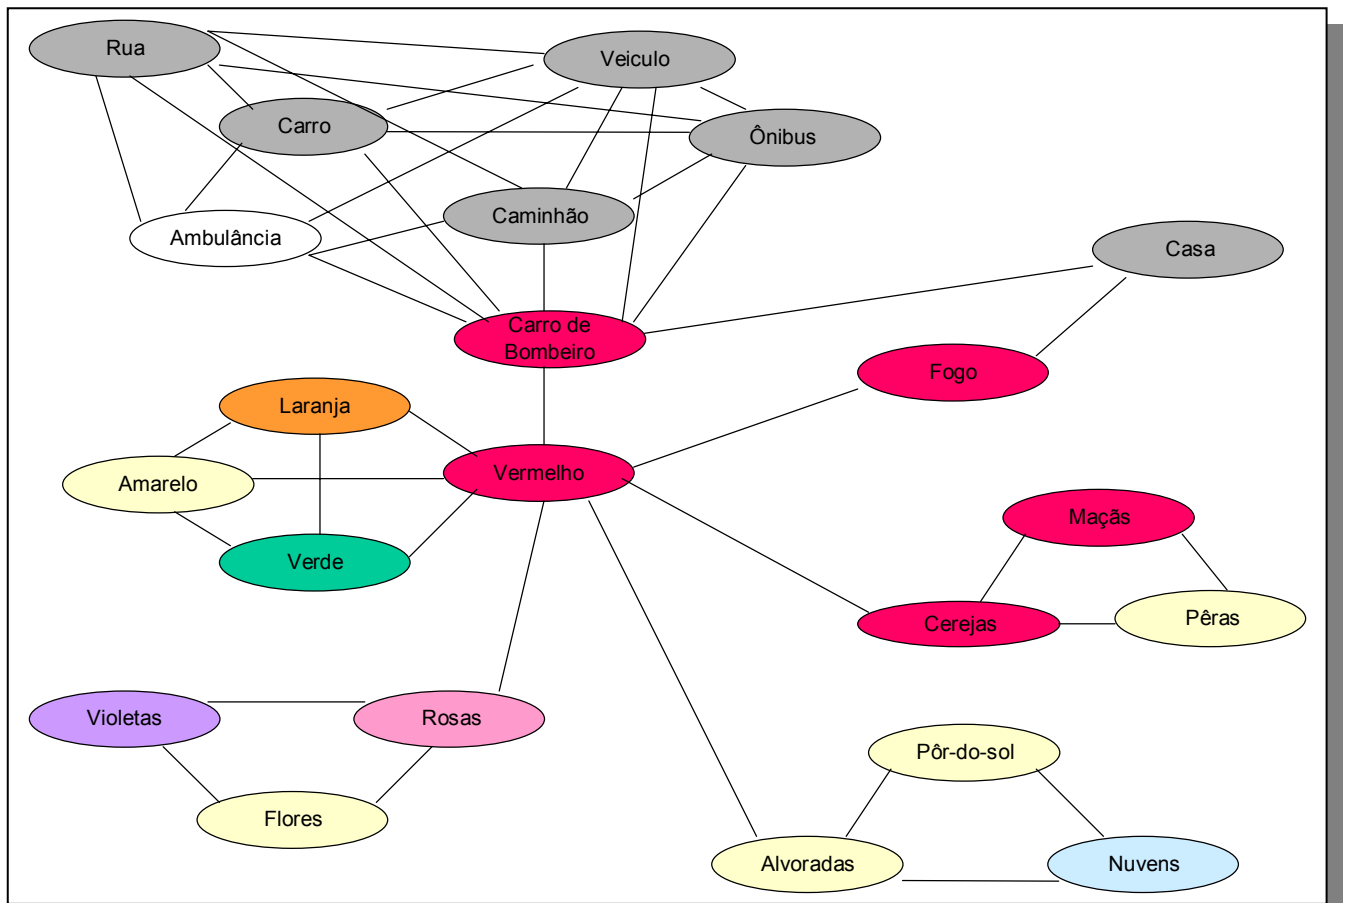 Rua
Veiculo
Carro
Ônibus
Caminhão
Ambulância
Casa
Carro de
Bombeiro
Fogo
Laranja
Vermelho
Amarelo
Maçãs
Verde
Pêras
Cerejas
Violetas
Rosas
Pôr-do-sol
Flores
Alvoradas
Nuvens